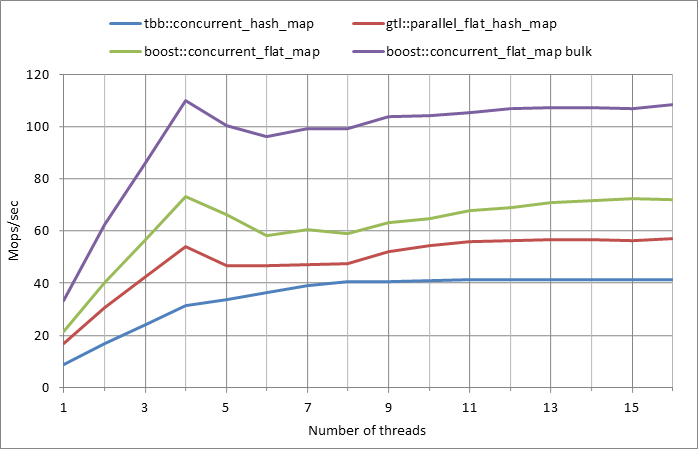 tbb::concurrent_hash_map gtl::parallel_flat_hash_map
boost::concurrent_flat_map boost::concurrent_flat_map bulk
120
100
80
60
40
20
0
Mops/sec
1 3 5 7 9 11 13 15
Number of threads